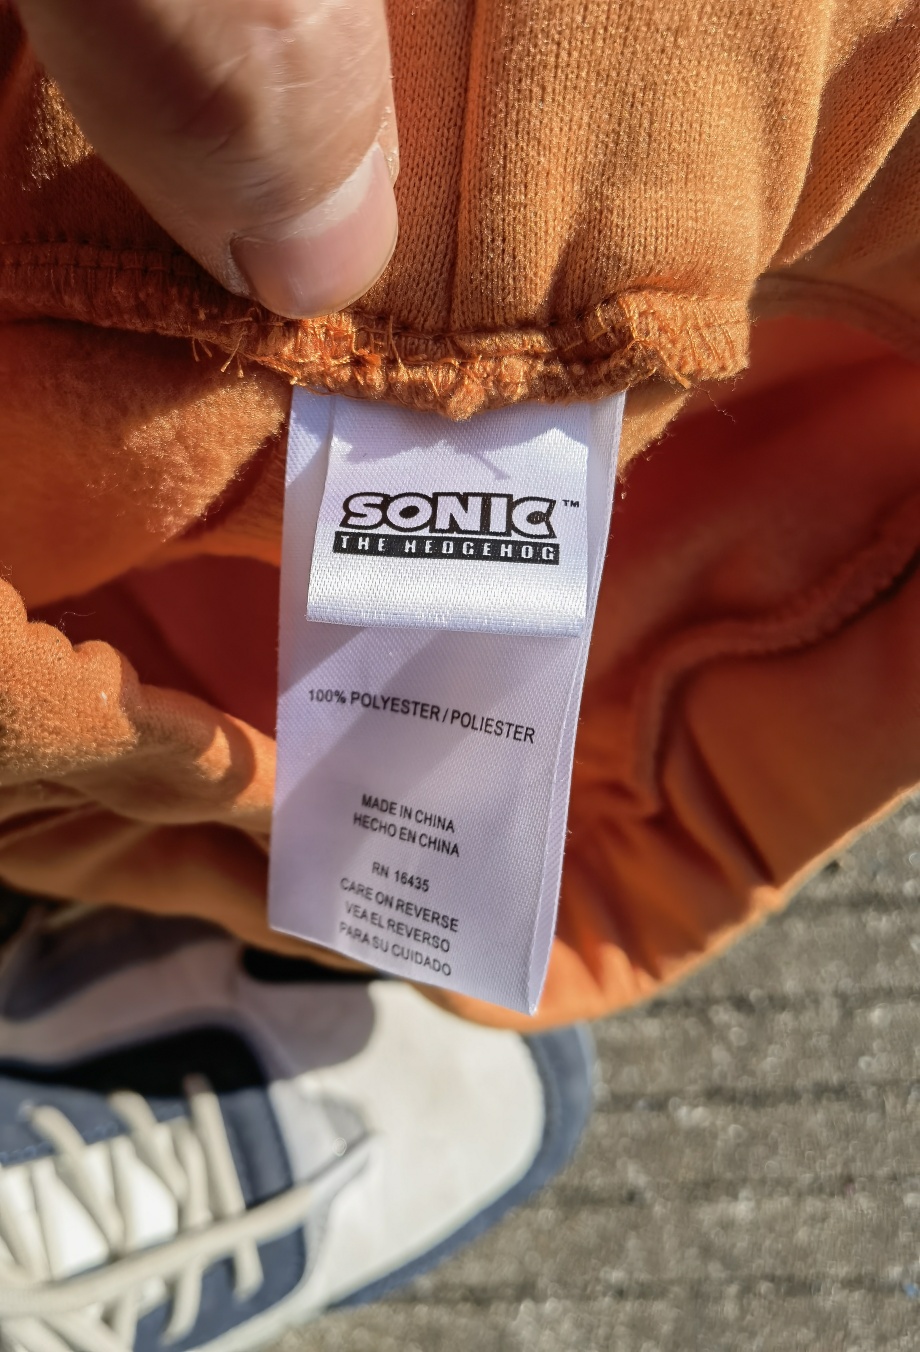 SONIC™
THE HEDGEHOG
100% POLYESTER / POLIESTER
MADE IN CHINA
HECHO EN CHINA
RN 16435
CARE ON REVERSE
VEA EL REVERSO
PARA SU CUIDADO